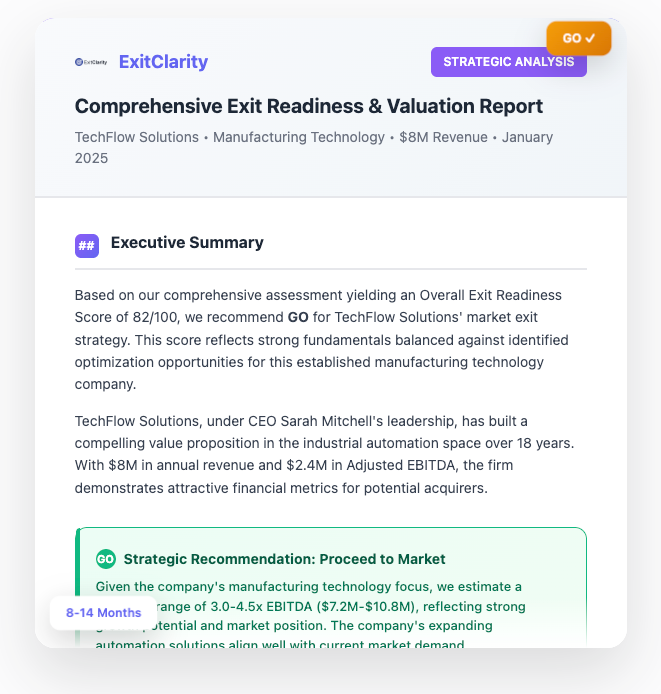 GO ✓
ExitClarity
ExitClarity
STRATEGIC ANALYSIS
Comprehensive Exit Readiness & Valuation Report
TechFlow Solutions • Manufacturing Technology • $8M Revenue • January
2025
## Executive Summary
Based on our comprehensive assessment yielding an Overall Exit Readiness
Score of 82/100, we recommend GO for TechFlow Solutions' market exit
strategy. This score reflects strong fundamentals balanced against identified
optimization opportunities for this established manufacturing technology
company.
TechFlow Solutions, under CEO Sarah Mitchell's leadership, has built a
compelling value proposition in the industrial automation space over 18 years.
With $8M in annual revenue and $2.4M in Adjusted EBITDA, the firm
demonstrates attractive financial metrics for potential acquirers.
GO Strategic Recommendation: Proceed to Market
Given the company's manufacturing technology focus, we estimate a
range of 3.0-4.5x EBITDA ($7.2M-$10.8M), reflecting strong
8-14 Months
potential and market position. The company's expanding
automation solutions align well with current market demand